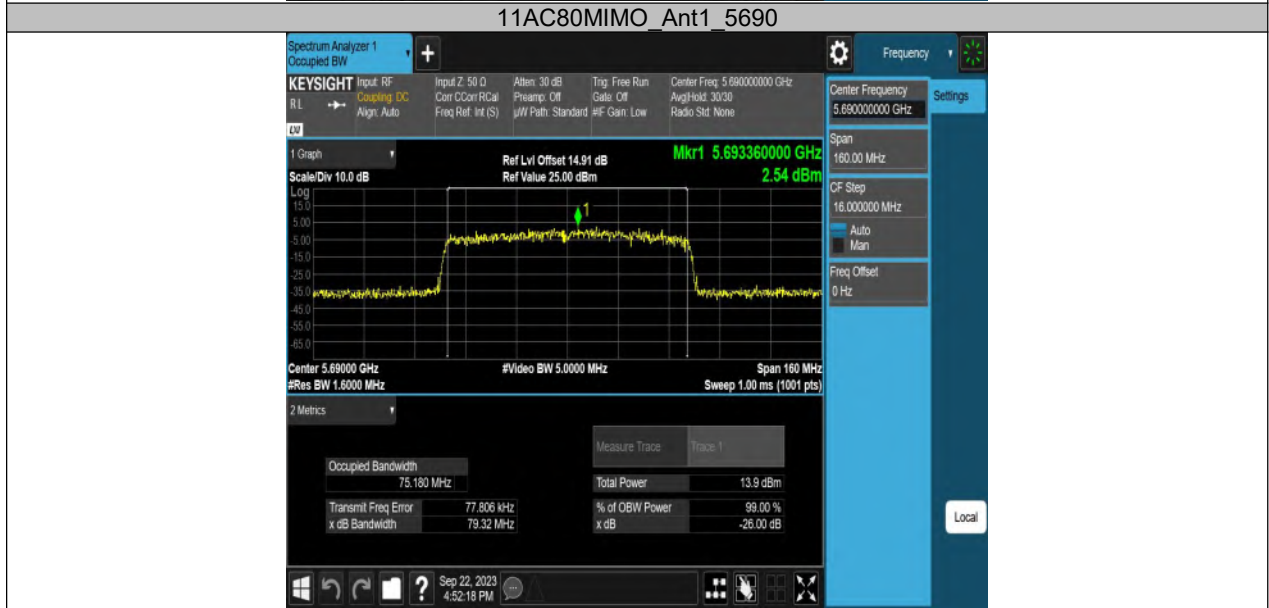 11AC80MIMO_Ant1_5690
Spectrum Analyzer 1
Occupied BW
+
Frequency
KEYSIGHT
RL
Input: RF
Coupling: DC
Align: Auto
Input Z: 50 Ω
Corr CCorr RCal
Freq Ref: Int (S)
Atten: 30 dB
Preamp: Off
µW Path: Standard
Trig: Free Run
Gate: Off
#IF Gain: Low
Center Freq: 5.690000000 GHz
Avg|Hold: 30/30
Radio Std: None
LXI
Center Frequency
5.690000000 GHz
Settings
Span
160.00 MHz
CF Step
16.000000 MHz
Auto
Man
Freq Offset
0 Hz
Local
1 Graph
Scale/Div 10.0 dB
Ref Lvl Offset 14.91 dB
Ref Value 25.00 dBm
Mkr1 5.693360000 GHz
2.54 dBm
Log
15.0
5.00
-5.00
-15.0
-25.0
-35.0
-45.0
-55.0
-65.0
1
Center 5.69000 GHz
#Res BW 1.6000 MHz
#Video BW 5.0000 MHz
Span 160 MHz
Sweep 1.00 ms (1001 pts)
2 Metrics
Measure Trace
Trace 1
Occupied Bandwidth
75.180 MHz
Total Power
13.9 dBm
Transmit Freq Error
77.806 kHz
% of OBW Power
99.00 %
x dB Bandwidth
79.32 MHz
x dB
-26.00 dB
?
Sep 22, 2023
4:52:18 PM